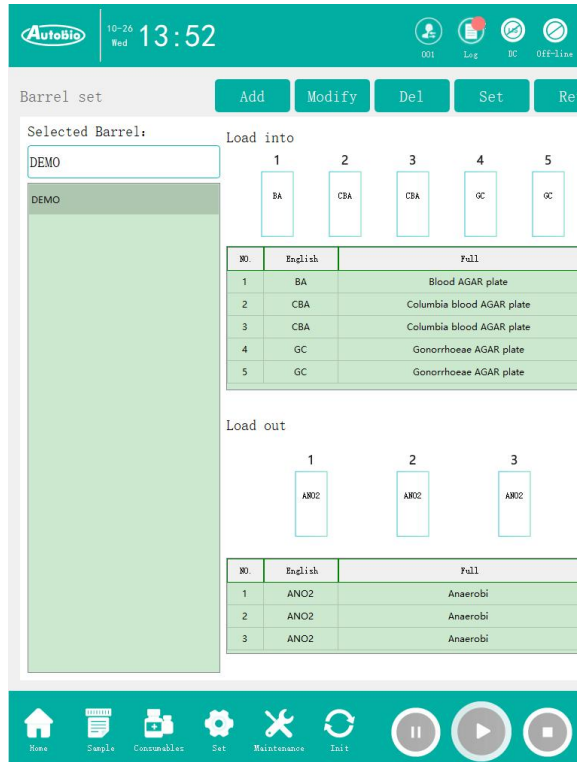 AutoBio
10-26
Wed
13:52
001
Log
DC
Off-line
Barrel set
Add
Modify
Del
Set
Re
Selected Barrel:
DEMO
DEMO
Load into
1 2 3 4 5
BA CBA CBA GC GC
NO. English Full
1 BA Blood AGAR plate
2 CBA Columbia blood AGAR plate
3 CBA Columbia blood AGAR plate
4 GC Gonorrhoeae AGAR plate
5 GC Gonorrhoeae AGAR plate
Load out
1 2 3
ANO2 ANO2 ANO2
NO. English Full
1 ANO2 Anaerobi
2 ANO2 Anaerobi
3 ANO2 Anaerobi
Home Sample Consumables Set Maintenance Init